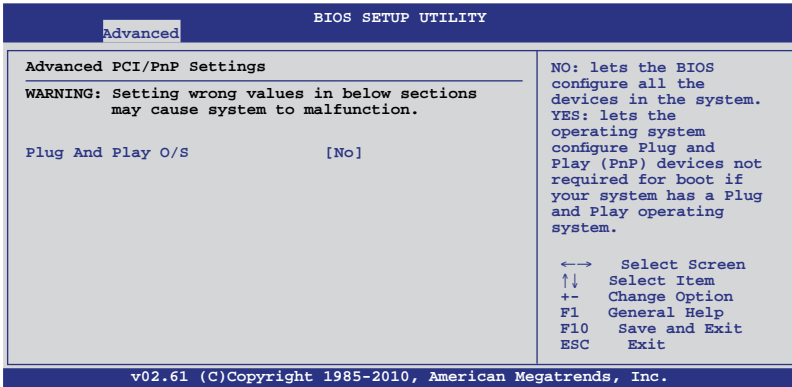 BIOS SETUP UTILITY
Advanced
Advanced PCI/PnP Settings
WARNING: Setting wrong values in below sections
may cause system to malfunction.
Plug And Play O/S [No]
NO: lets the BIOS
configure all the
devices in the system.
YES: lets the
operating system
configure Plug and
Play (PnP) devices not
required for boot if
your system has a Plug
and Play operating
system.
←→ Select Screen
↑↓ Select Item
+- Change Option
F1 General Help
F10 Save and Exit
ESC Exit
v02.61 (C)Copyright 1985-2010, American Megatrends, Inc.